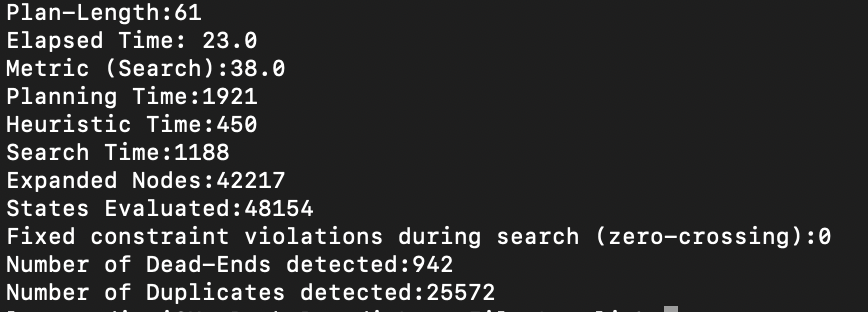 Plan-Length:61
Elapsed Time: 23.0
Metric (Search):38.0
Planning Time:1921
Heuristic Time:450
Search Time:1188
Expanded Nodes:42217
States Evaluated:48154
Fixed constraint violations during search (zero-crossing):0
Number of Dead-Ends detected:942
Number of Duplicates detected:25572